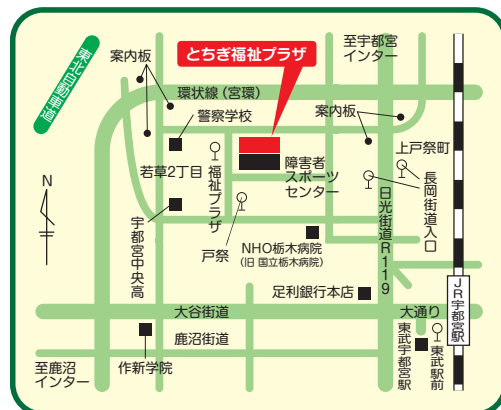 とちぎ福祉プラザ
東北自動車道
案内板
至宇都宮
インター
環状線（宮環）
警察学校
案内板
上戸祭町
若草2丁目
福祉プラザ
障害者
スポーツ
センター
長岡街道入口
N
宇都宮中央高
戸祭
NHO栃木病院
（旧 国立栃木病院）
日光街道R119
足利銀行本店
JR宇都宮駅
大谷街道
大通り
鹿沼街道
東武宇都宮駅
東武駅前
作新学院
至鹿沼
インター